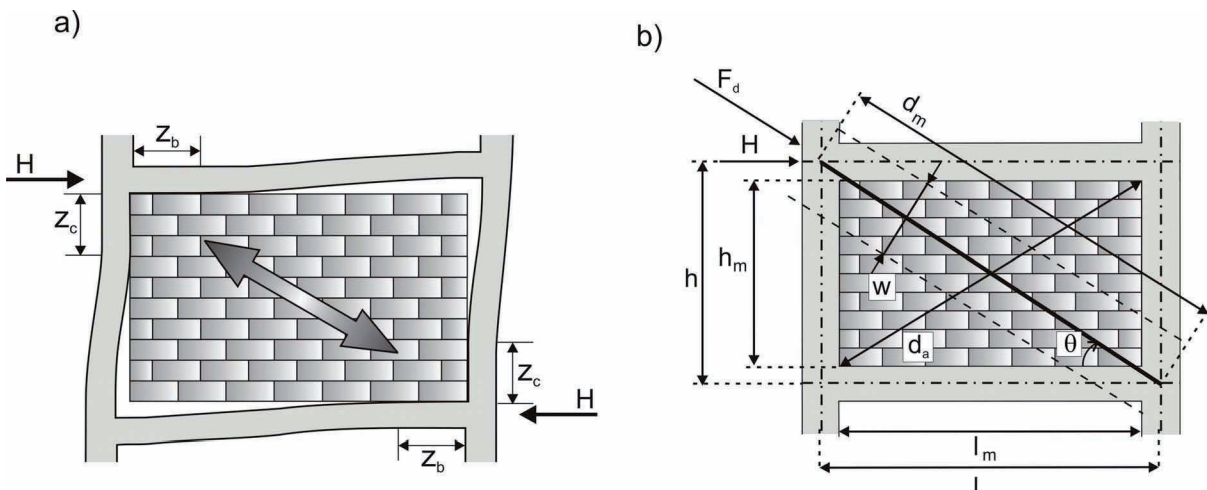 a)
Z_b
H
Z_c
Z_c
H
Z_b
b)
F_d
d_m
H
h
h_m
w
d_a
θ
l_m
l